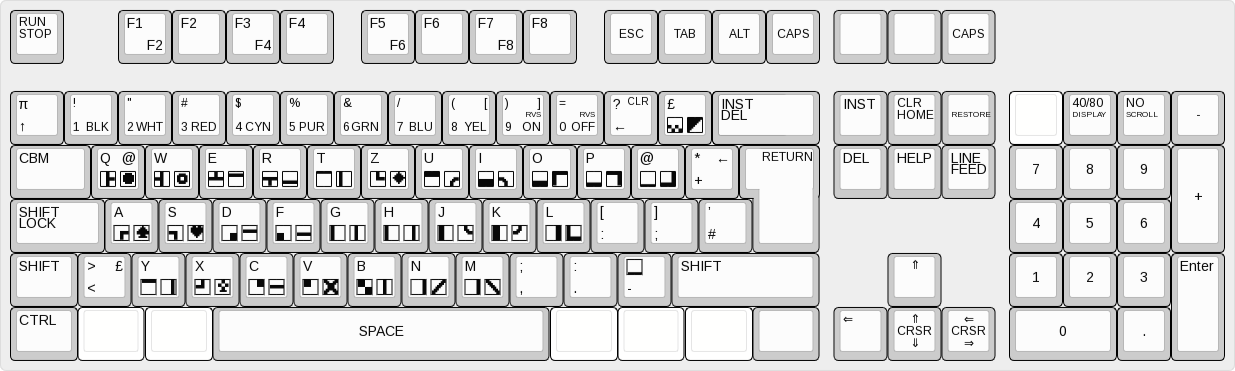 RUN
STOP
F1
F2
F2
F3
F4
F4
F5
F6
F6
F7
F8
F8
ESC
TAB
ALT
CAPS
CAPS
π
↑
!
1 BLK
"
2 WHT
#
3 RED
$
4 CYN
%
5 PUR
&
6 GRN
/
7 BLU
( [
8 YEL
) ]
RVS
9 ON
=
RVS
0 OFF
? CLR
←
£
INST
DEL
INST
CLR
HOME
RESTORE
40/80
DISPLAY
NO
SCROLL
-
CBM
Q @
W
E
R
T
Z
U
I
O
P
@
* ←
+
RETURN
DEL
HELP
LINE
FEED
7
8
9
+
SHIFT
LOCK
A
S
D
F
G
H
J
K
L
[
:
]
;
'
#
4
5
6
SHIFT
> £
<
Y
X
C
V
B
N
M
;
,
:
.
-
SHIFT
⇑
1
2
3
Enter
CTRL
SPACE
⇐
⇑
CRSR
⇓
⇐
CRSR
⇒
0
.